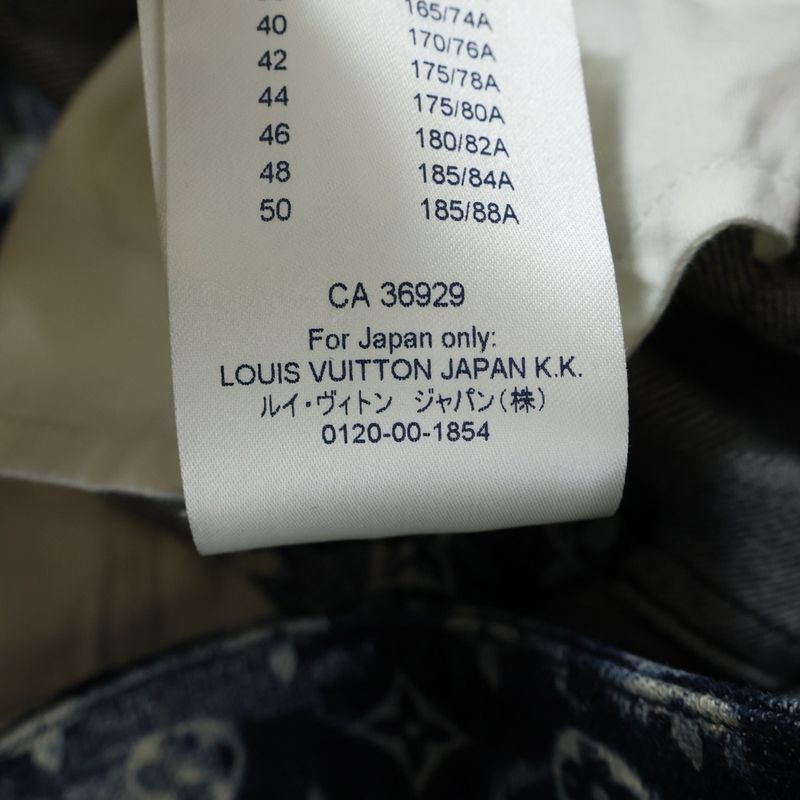 165/74A
40 170/76A
42 175/78A
44 175/80A
46 180/82A
48 185/84A
50 185/88A
CA 36929
For Japan only:
LOUIS VUITTON JAPAN K.K.
ルイ・ヴィトン ジャパン(株)
0120-00-1854